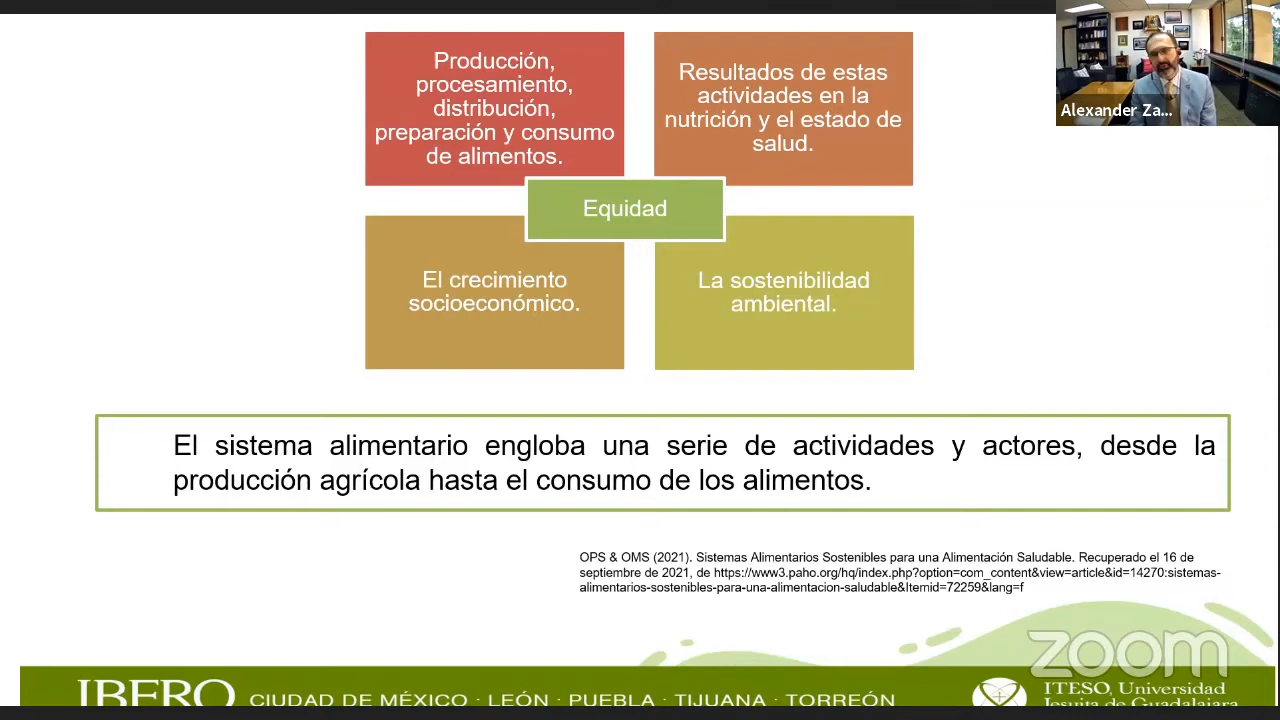 Producción,
procesamiento,
distribución,
preparación y consumo
de alimentos.
Resultados de estas
actividades en la
nutrición y el estado de
salud.
Equidad
El crecimiento
socioeconómico.
La sostenibilidad
ambiental.
Alexander Za...
El sistema alimentario engloba una serie de actividades y actores, desde la
producción agrícola hasta el consumo de los alimentos.
OPS & OMS (2021). Sistemas Alimentarios Sostenibles para una Alimentación Saludable. Recuperado el 16 de
septiembre de 2021, de https://www3.paho.org/hq/index.php?option=com_content&view=article&id=14270:sistemas-
alimentarios-sostenibles-para-una-alimentacion-saludable&Itemid=72259&lang=f
zoom
IBERO CIUDAD DE MÉXICO · LEÓN · PUEBLA · TIJUANA · TORREÓN
ITESO, Universidad
Jesuita de Guadalajara